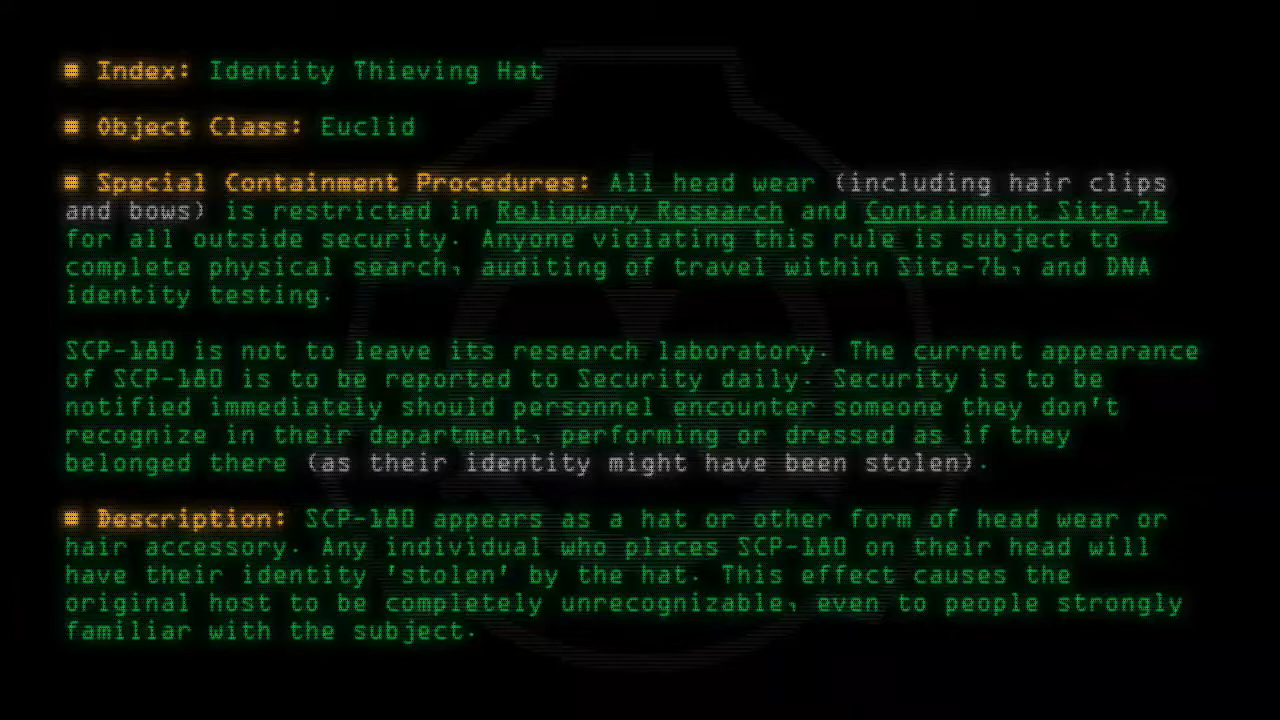 ■ Index: Identity Thieving Hat
■ Object Class: Euclid
■ Special Containment Procedures: All head wear (including hair clips
and bows) is restricted in Reliquary Research and Containment Site-76
for all outside security. Anyone violating this rule is subject to
complete physical search, auditing of travel within Site-76, and DNA
identity testing.
SCP-180 is not to leave its research laboratory. The current appearance
of SCP-180 is to be reported to Security daily. Security is to be
notified immediately should personnel encounter someone they don't
recognize in their department, performing or dressed as if they
belonged there (as their identity might have been stolen).
■ Description: SCP-180 appears as a hat or other form of head wear or
hair accessory. Any individual who places SCP-180 on their head will
have their identity 'stolen' by the hat. This effect causes the
original host to be completely unrecognizable, even to people strongly
familiar with the subject.